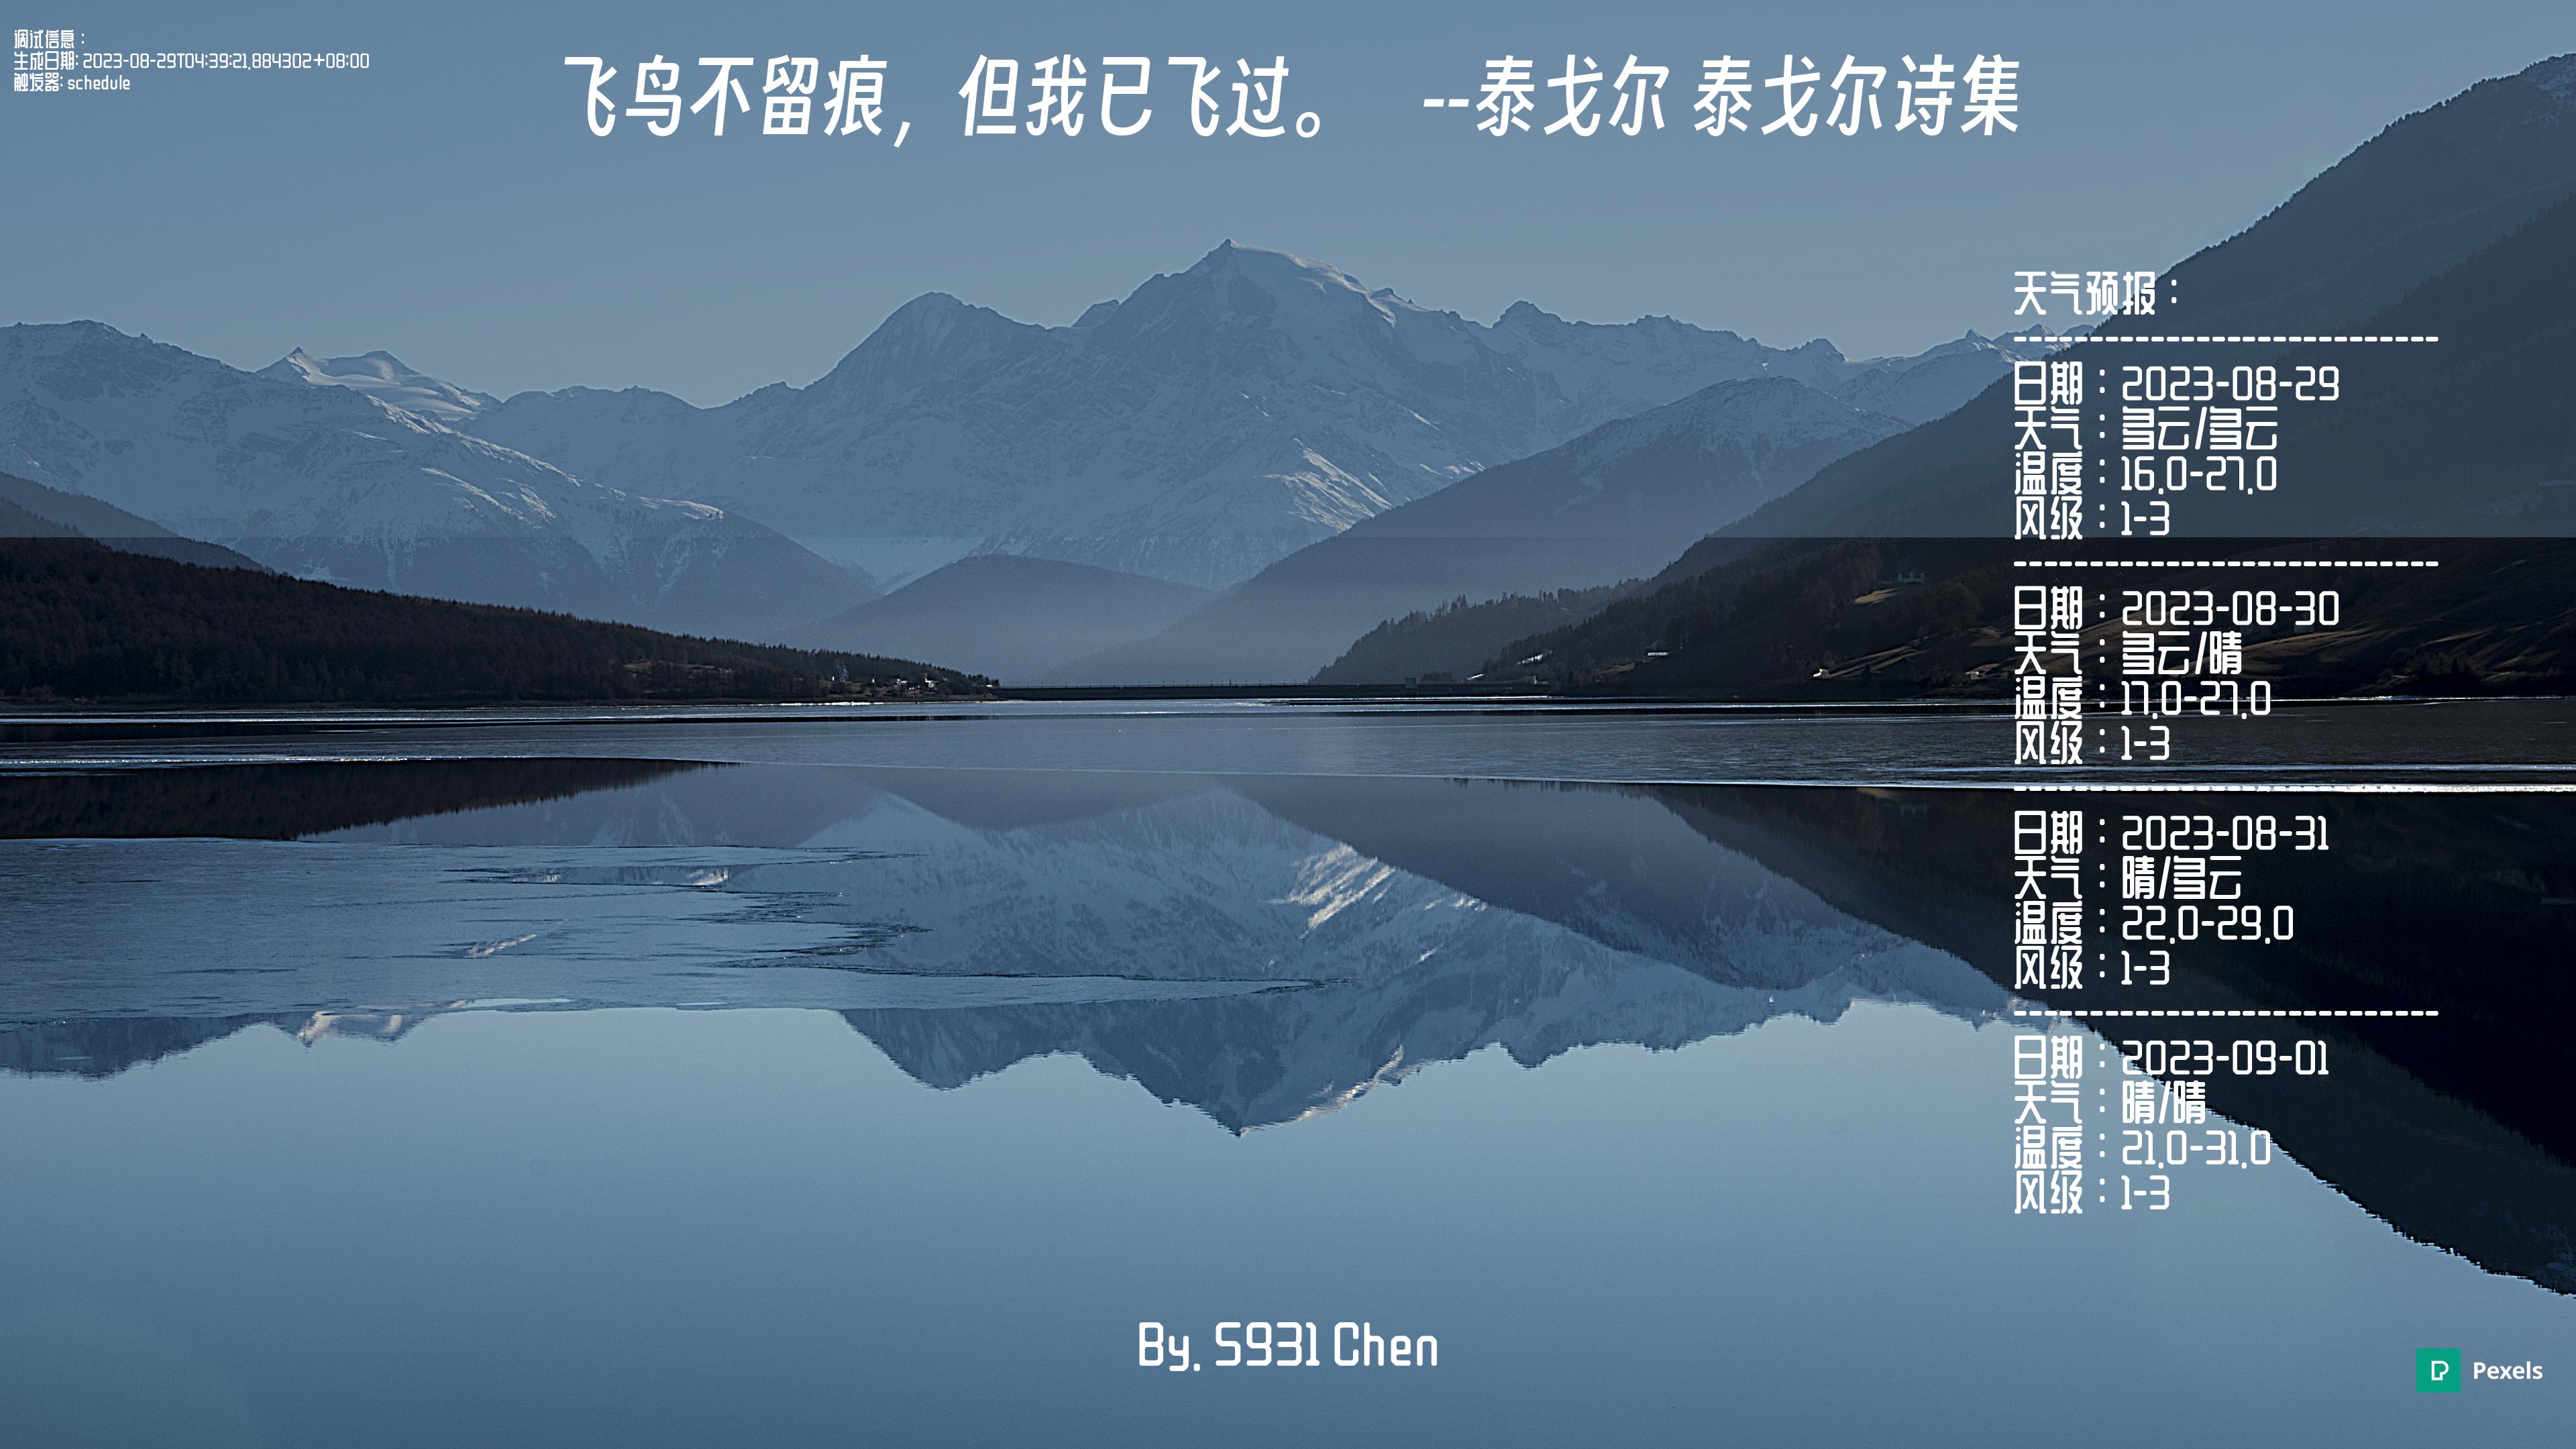 调试信息：
生成日期: 2023-08-29T04:39:21.884302+08:00
触发器: schedule
飞鸟不留痕，但我已飞过。 --泰戈尔 泰戈尔诗集
天气预报：
----------------------------
日期：2023-08-29
天气：多云/多云
温度：16.0-27.0
风级：1-3
----------------------------
日期：2023-08-30
天气：多云/晴
温度：17.0-27.0
风级：1-3
----------------------------
日期：2023-08-31
天气：晴/多云
温度：22.0-29.0
风级：1-3
----------------------------
日期：2023-09-01
天气：晴/晴
温度：21.0-31.0
风级：1-3
By. S931 Chen
Pexels